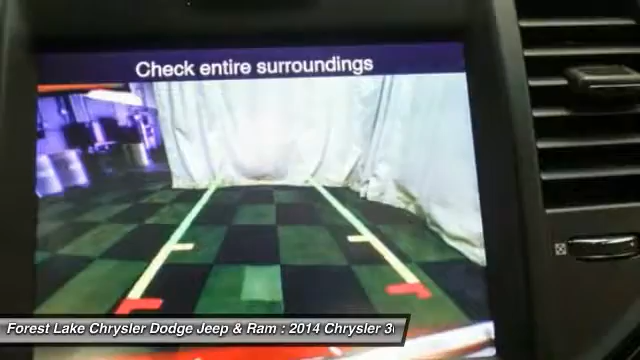 Check entire surroundings
Forest Lake Chrysler Dodge Jeep & Ram : 2014 Chrysler 3